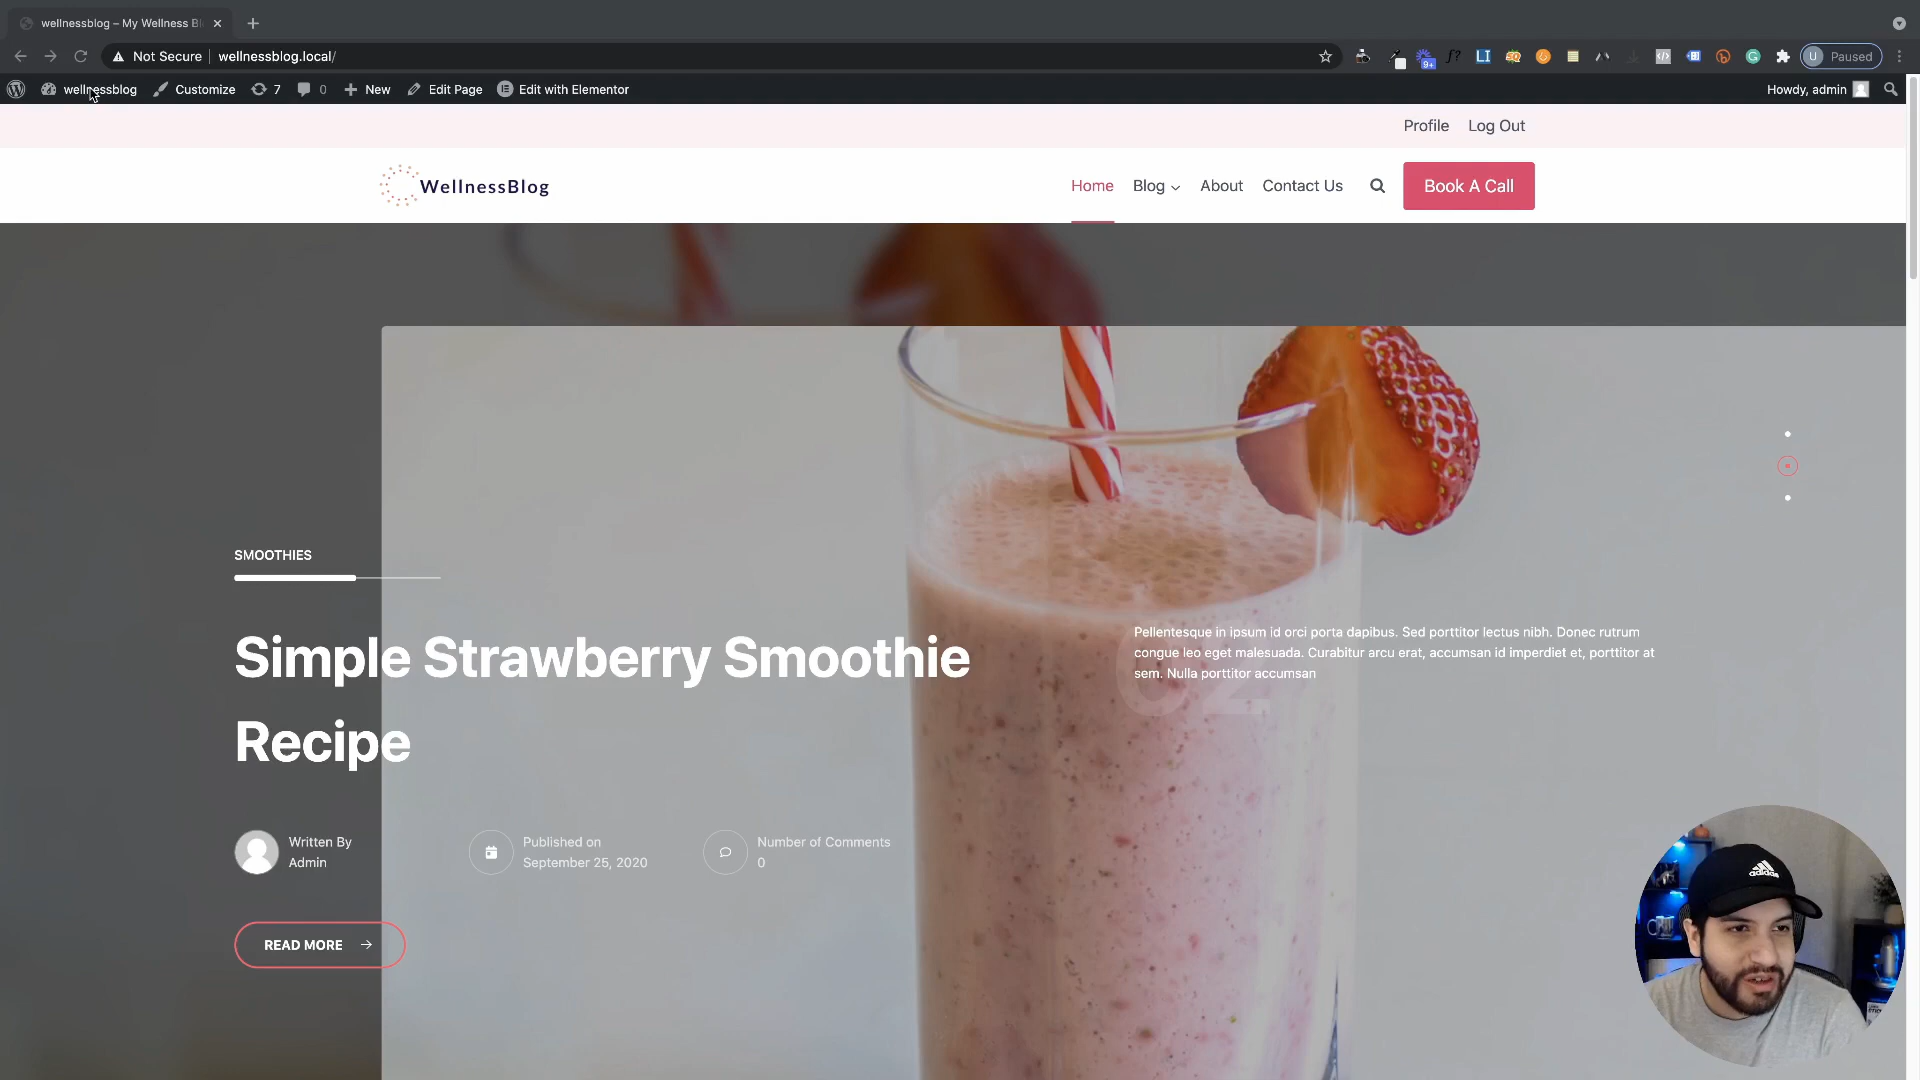 wellnessblog – My Wellness Bl
Not Secure
wellnessblog.local/
9+
f?
LI
U
Paused
wellnessblog
Customize
7
0
New
Edit Page
Edit with Elementor
Howdy, admin
Profile
Log Out
WellnessBlog
Home
Blog
About
Contact Us
Book A Call
SMOOTHIES
Simple Strawberry Smoothie
Recipe
02
Pellentesque in ipsum id orci porta dapibus. Sed porttitor lectus nibh. Donec rutrum
congue leo eget malesuada. Curabitur arcu erat, accumsan id imperdiet et, porttitor at
sem. Nulla porttitor accumsan
Written By
Admin
Published on
September 25, 2020
Number of Comments
0
READ MORE
adidas